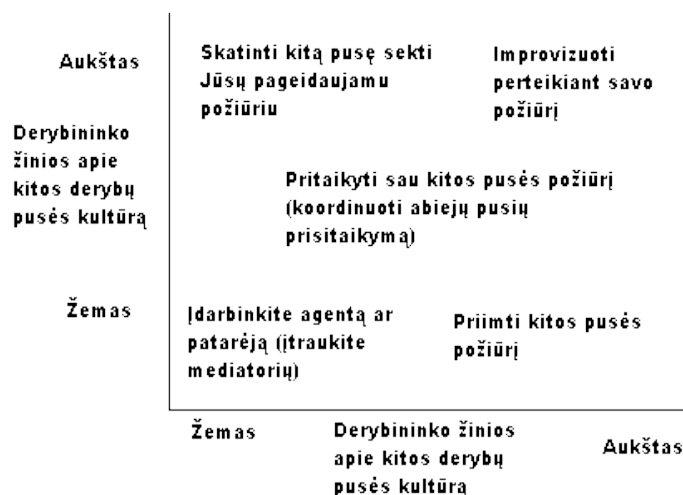 Aukštas
Skatinti kitą pusę sekti
Jūsų pageidaujamu
požiūriu
Improvizuoti
perteikiant savo
požiūrį
Derybininko
žinios apie
kitos derybų
pusės kultūrą
Pritaikyti sau kitos pusės požiūrį
(koordinuoti abiejų pusių
prisitaikymą)
Žemas
Įdarbinkite agentą ar
patarėją (įtraukite
mediatorių)
Priimti kitos pusės
požiūrį
Žemas
Derybininko žinios
apie kitos derybų
pusės kultūrą
Aukštas